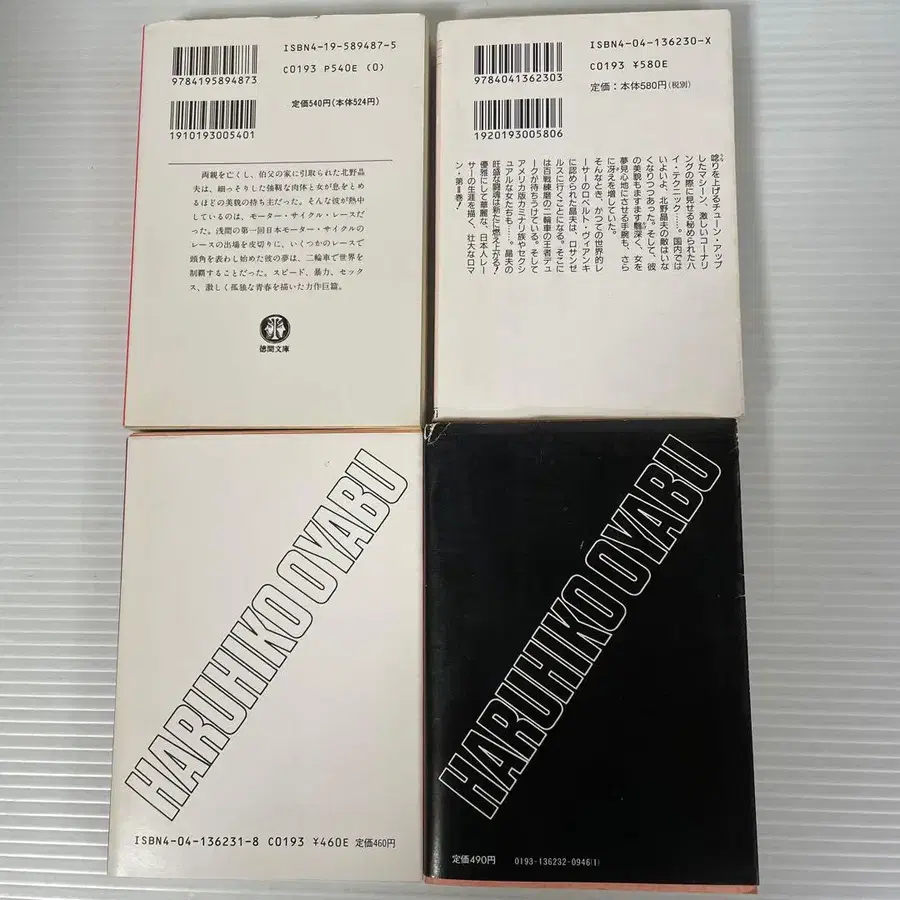 ISBN4-19-589487-5
9784195894873
C0193 P540E (0)
定価540円(本体524円)
1910193005401
両親を亡くし、伯父の家に引取られた北野晶
夫は、細っそりした強靱な肉体と女が息をとめ
るほどの美貌の持ち主だった。そんな彼が熱中
しているのは、モーター・サイクル・レースだ
った。浅間の第一回日本モーター・サイクルの
レースの出場を皮切りに、いくつかのレースで
頭角を表わし始めた彼の夢は、二輪車で世界を
制覇することだった。スピード、暴力、セック
ス、激しく孤独な青春を描いた力作巨篇。
徳間文庫
ISBN4-04-136230-X
9784041362303
C0193 ¥580E
定価:本体580円(税別)
1920193005806
唸りを上げるチューン・アップ
したマシーン、激しいコーナリ
ングの際に見せる秘められたハ
イ・テクニック……。国内では
いよいよ、北野晶夫の敵はいな
くなりつつあった。そして、彼
の美貌もますます魅深く、女を
夢見心地にさせる手腕も、さら
に冴えを増していた。
そんなとき、かつての世界的レ
ーサーのロベルト・ヴィアンキ
に認められた晶夫は、ロサンゼ
ルスに行くことになる。そこに
は百戦練磨の二輪車の王者デュ
ークが待ちうけている。そして
アメリカ版カミナリ族やセクシ
ュアルな女たちも……。晶夫の
旺盛な闘魂は新たに燃え上がる!
優雅にして華麗な、日本人レー
サーの生涯を描く、壮大なロマ
ン・第Ⅱ巻!
HARUHIKO OYABU
ISBN4-04-136231-8 C0193 ¥460E 定価460円
HARUHIKO OYABU
定価490円
0193-136232-0946(1)